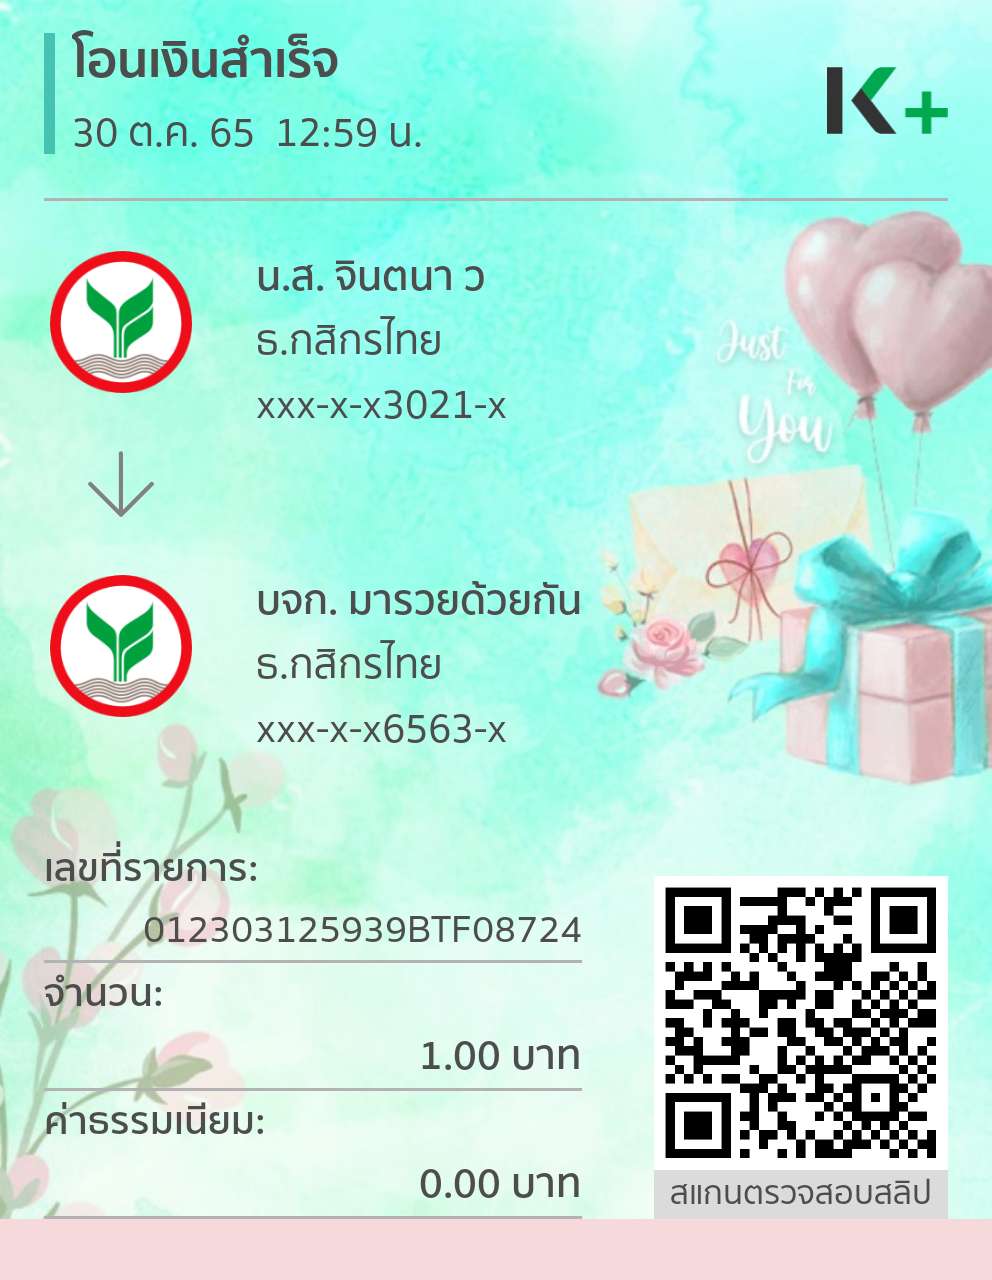 โอนเงินสำเร็จ
30 ต.ค. 65 12:59 น.
K+
น.ส. จินตนา ว
ธ.กสิกรไทย
xxx-x-x3021-x
Just
For
You
บจก. มารวยด้วยกัน
ธ.กสิกรไทย
xxx-x-x6563-x
เลขที่รายการ:
012303125939BTF08724
จำนวน:
1.00 บาท
ค่าธรรมเนียม:
0.00 บาท
สแกนตรวจสอบสลิป